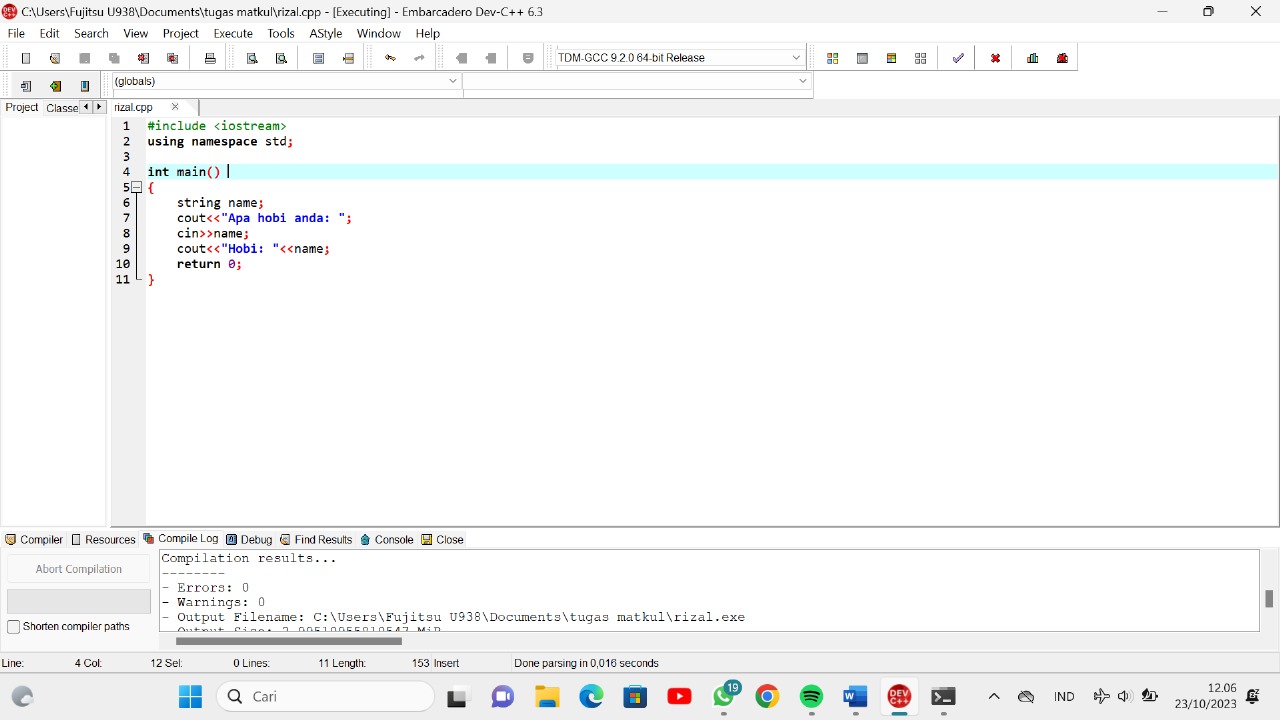 C:\Users\Fujitsu U938\Documents\tugas matkul\rizal.cpp - [Executing] - Embarcadero Dev-C++ 6.3
File Edit Search View Project Execute Tools AStyle Window Help
TDM-GCC 9.2.0 64-bit Release
(globals)
Project Classe rizal.cpp
1 #include <iostream>
2 using namespace std;
3
4 int main()
5 {
6 string name;
7 cout<<"Apa hobi anda: ";
8 cin>>name;
9 cout<<"Hobi: "<<name;
10 return 0;
11 }
Compiler Resources Compile Log Debug Find Results Console Close
Abort Compilation
Shorten compiler paths
Compilation results...
--------
- Errors: 0
- Warnings: 0
- Output Filename: C:\Users\Fujitsu U938\Documents\tugas matkul\rizal.exe
Line: 4 Col: 12 Sel: 0 Lines: 11 Length: 153 Insert Done parsing in 0,016 seconds
Cari
19
DEV C++
IND
12.06
23/10/2023